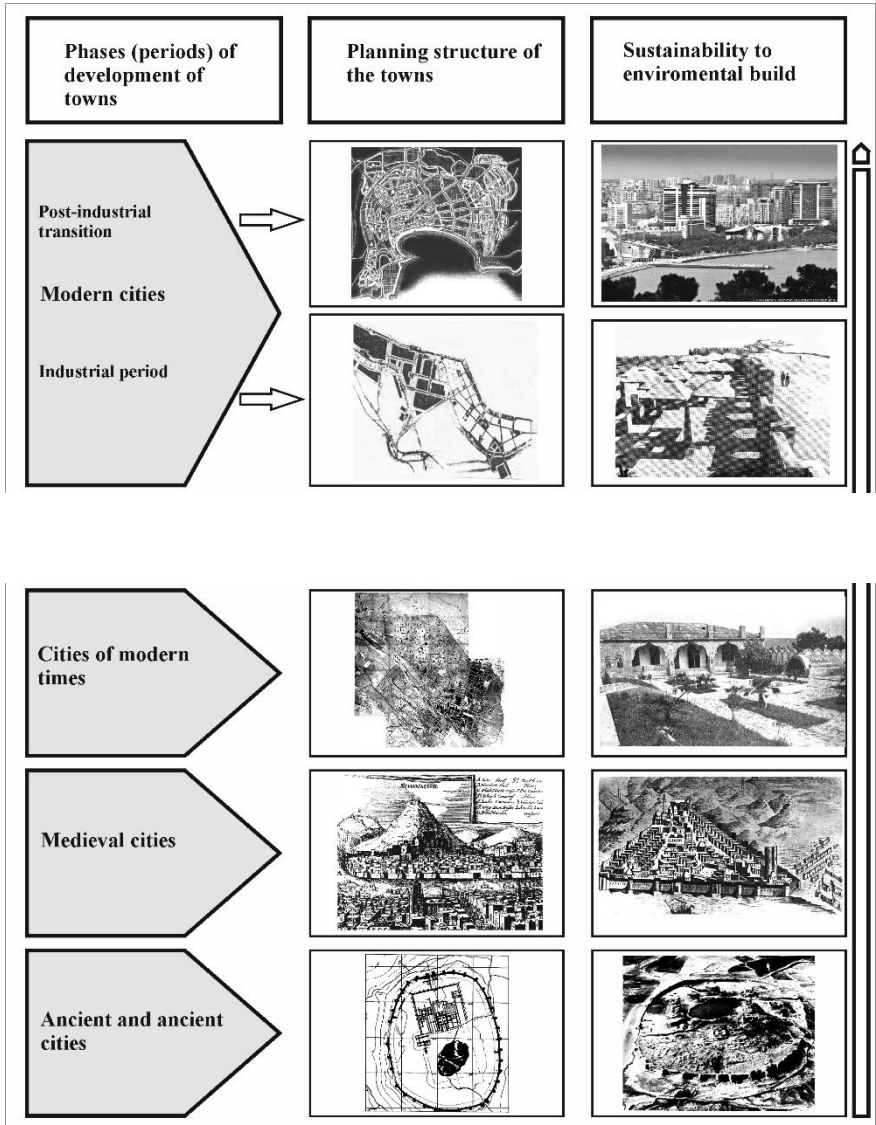 Phases (periods) of
development of
towns
Planning structure of
the towns
Sustainability to
enviromental build
Post-industrial
transition
Modern cities
Industrial period
Cities of modern
times
Medieval cities
Ancient and ancient
cities